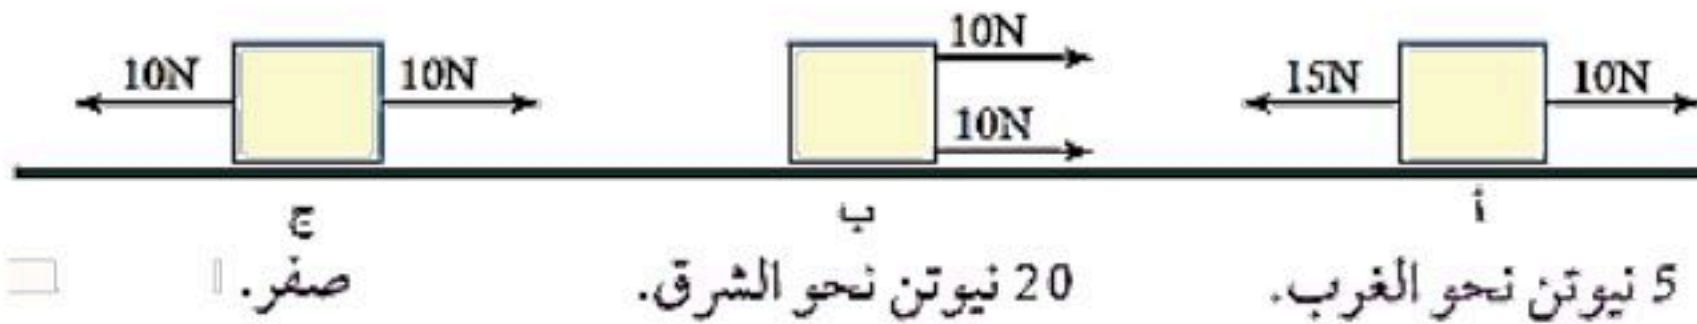 10N 15N
10N
10N
10N 10N
أ ب ج
5 نيوتن نحو الغرب. 20 نيوتن نحو الشرق. صفر.